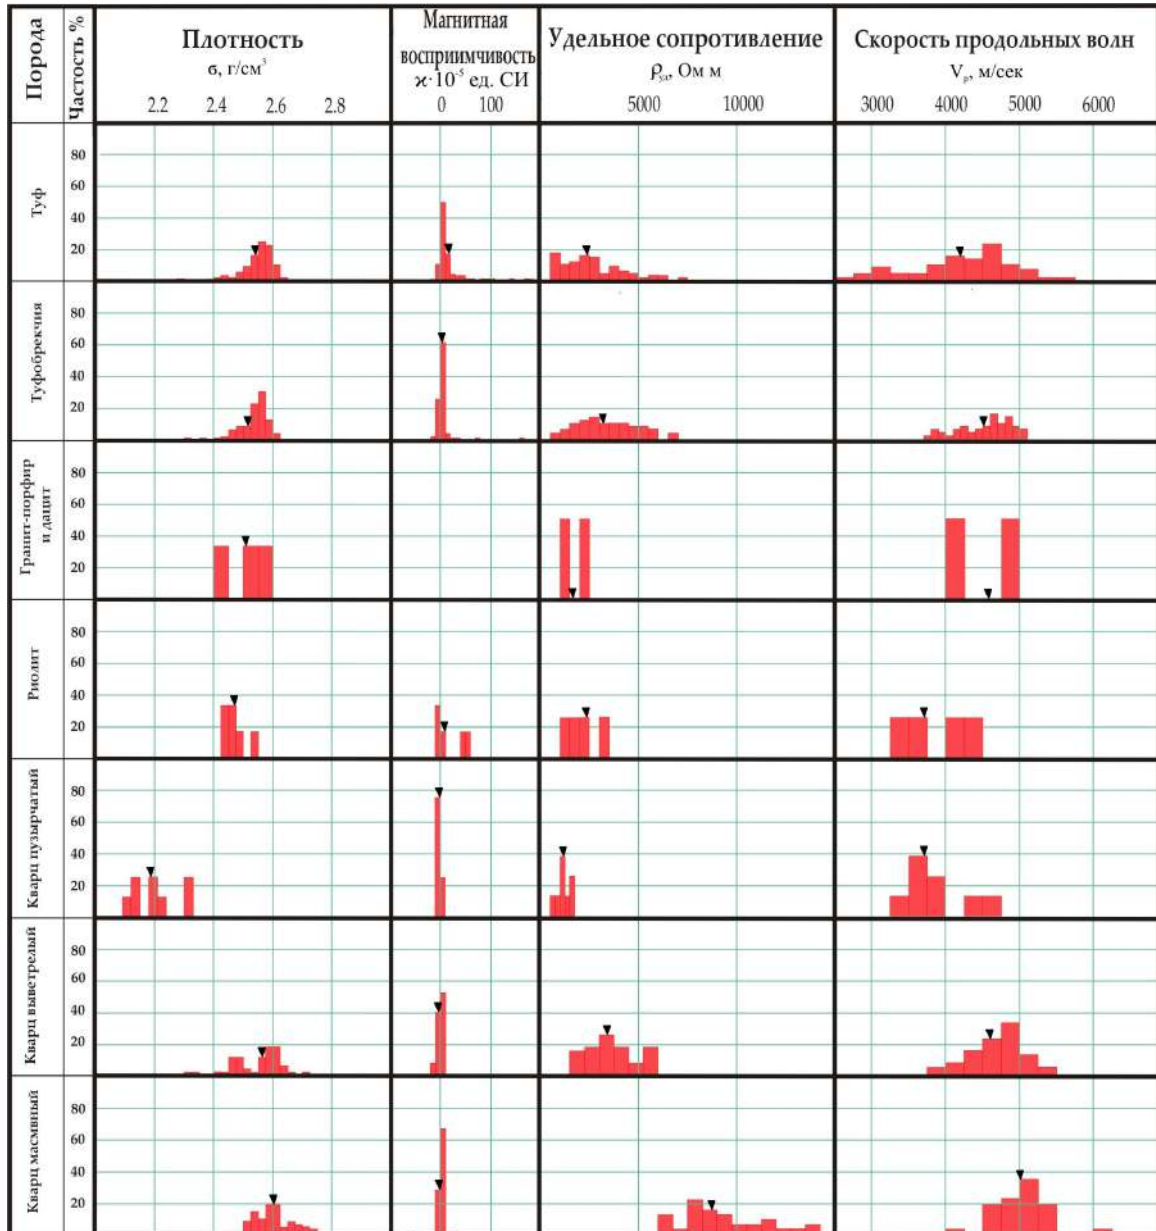 Порода
Частость %
Плотность
σ, г/см³
2.2 2.4 2.6 2.8
Магнитная
восприимчивость
ϰ·10⁻⁵ ед. СИ
0 100
Удельное сопротивление
Ом м
5000 10000
Скорость продольных волн
Vₚ, м/сек
3000 4000 5000 6000
Туф
80
60
40
20
Туфобрекчия
80
60
40
20
Гранит-порфир
и дацит
80
60
40
20
Риолит
80
60
40
20
Кварц пузырчатый
80
60
40
20
Кварц выветрелый
80
60
40
20
Кварц масмвный
80
60
40
20